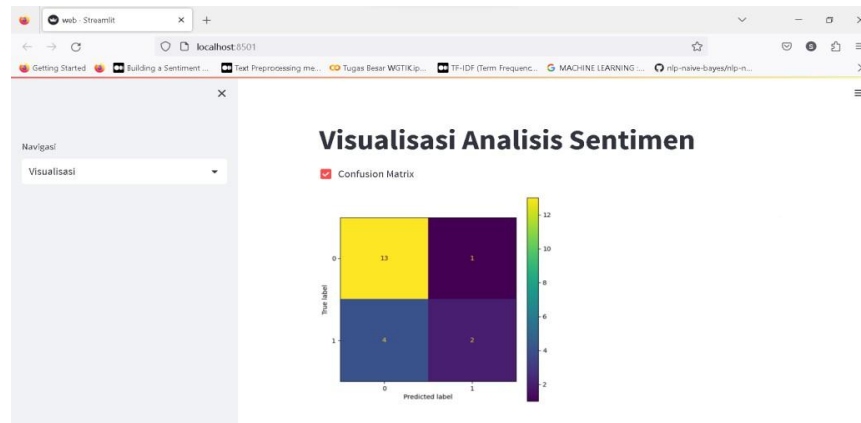 web · Streamlit
localhost:8501
Getting Started
Building a Sentiment ...
Text Preprocessing me...
Tugas Besar WGTIK.ip...
TF-IDF (Term Frequenc...
MACHINE LEARNING :...
nlp-naive-bayes/nlp-n...
Navigasi
Visualisasi
Visualisasi Analisis Sentimen
Confusion Matrix
True label
0
13
1
1
4
2
0
1
Predicted label
12
10
8
6
4
2